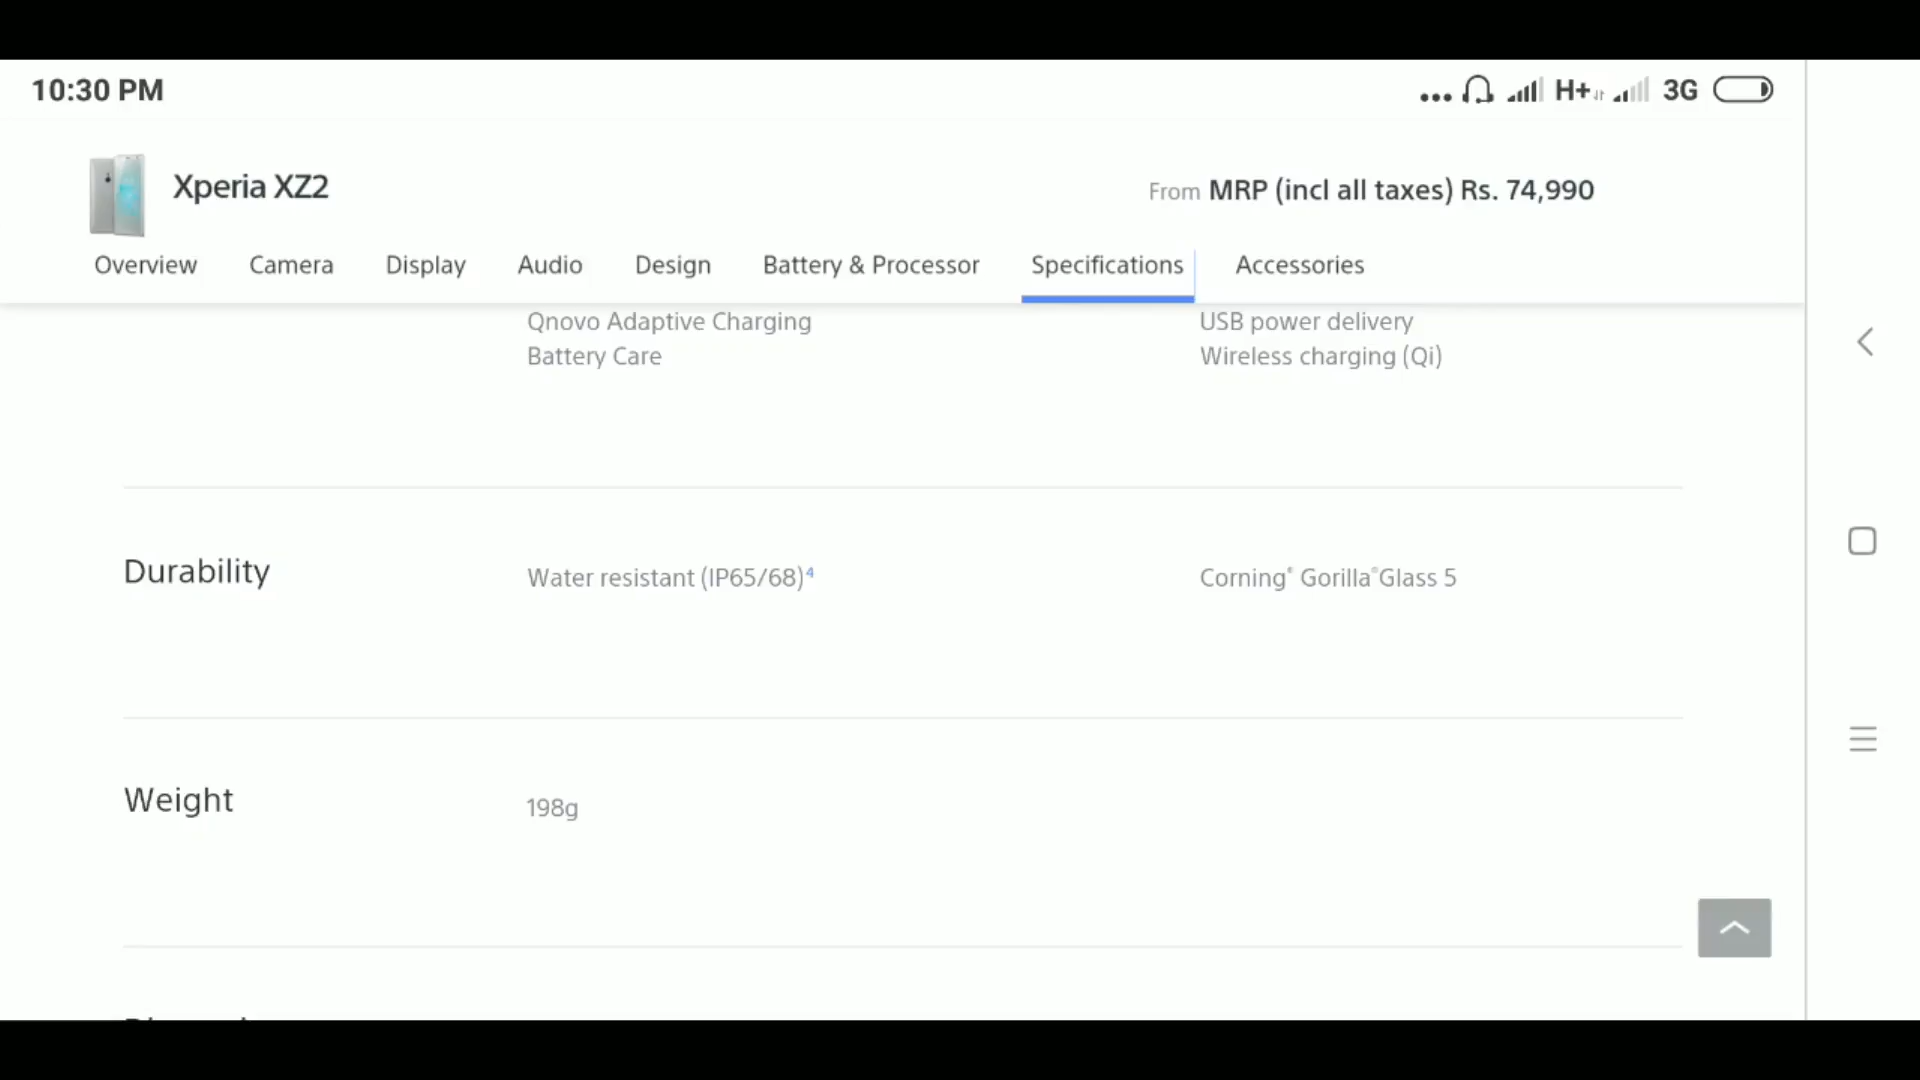 10:30 PM
... H+ 3G
Xperia XZ2
From MRP (incl all taxes) Rs. 74,990
Overview Camera Display Audio Design Battery & Processor Specifications Accessories
Qnovo Adaptive Charging
Battery Care
USB power delivery
Wireless charging (Qi)
Durability
Water resistant (IP65/68)4
Corning® Gorilla®Glass 5
Weight
198g